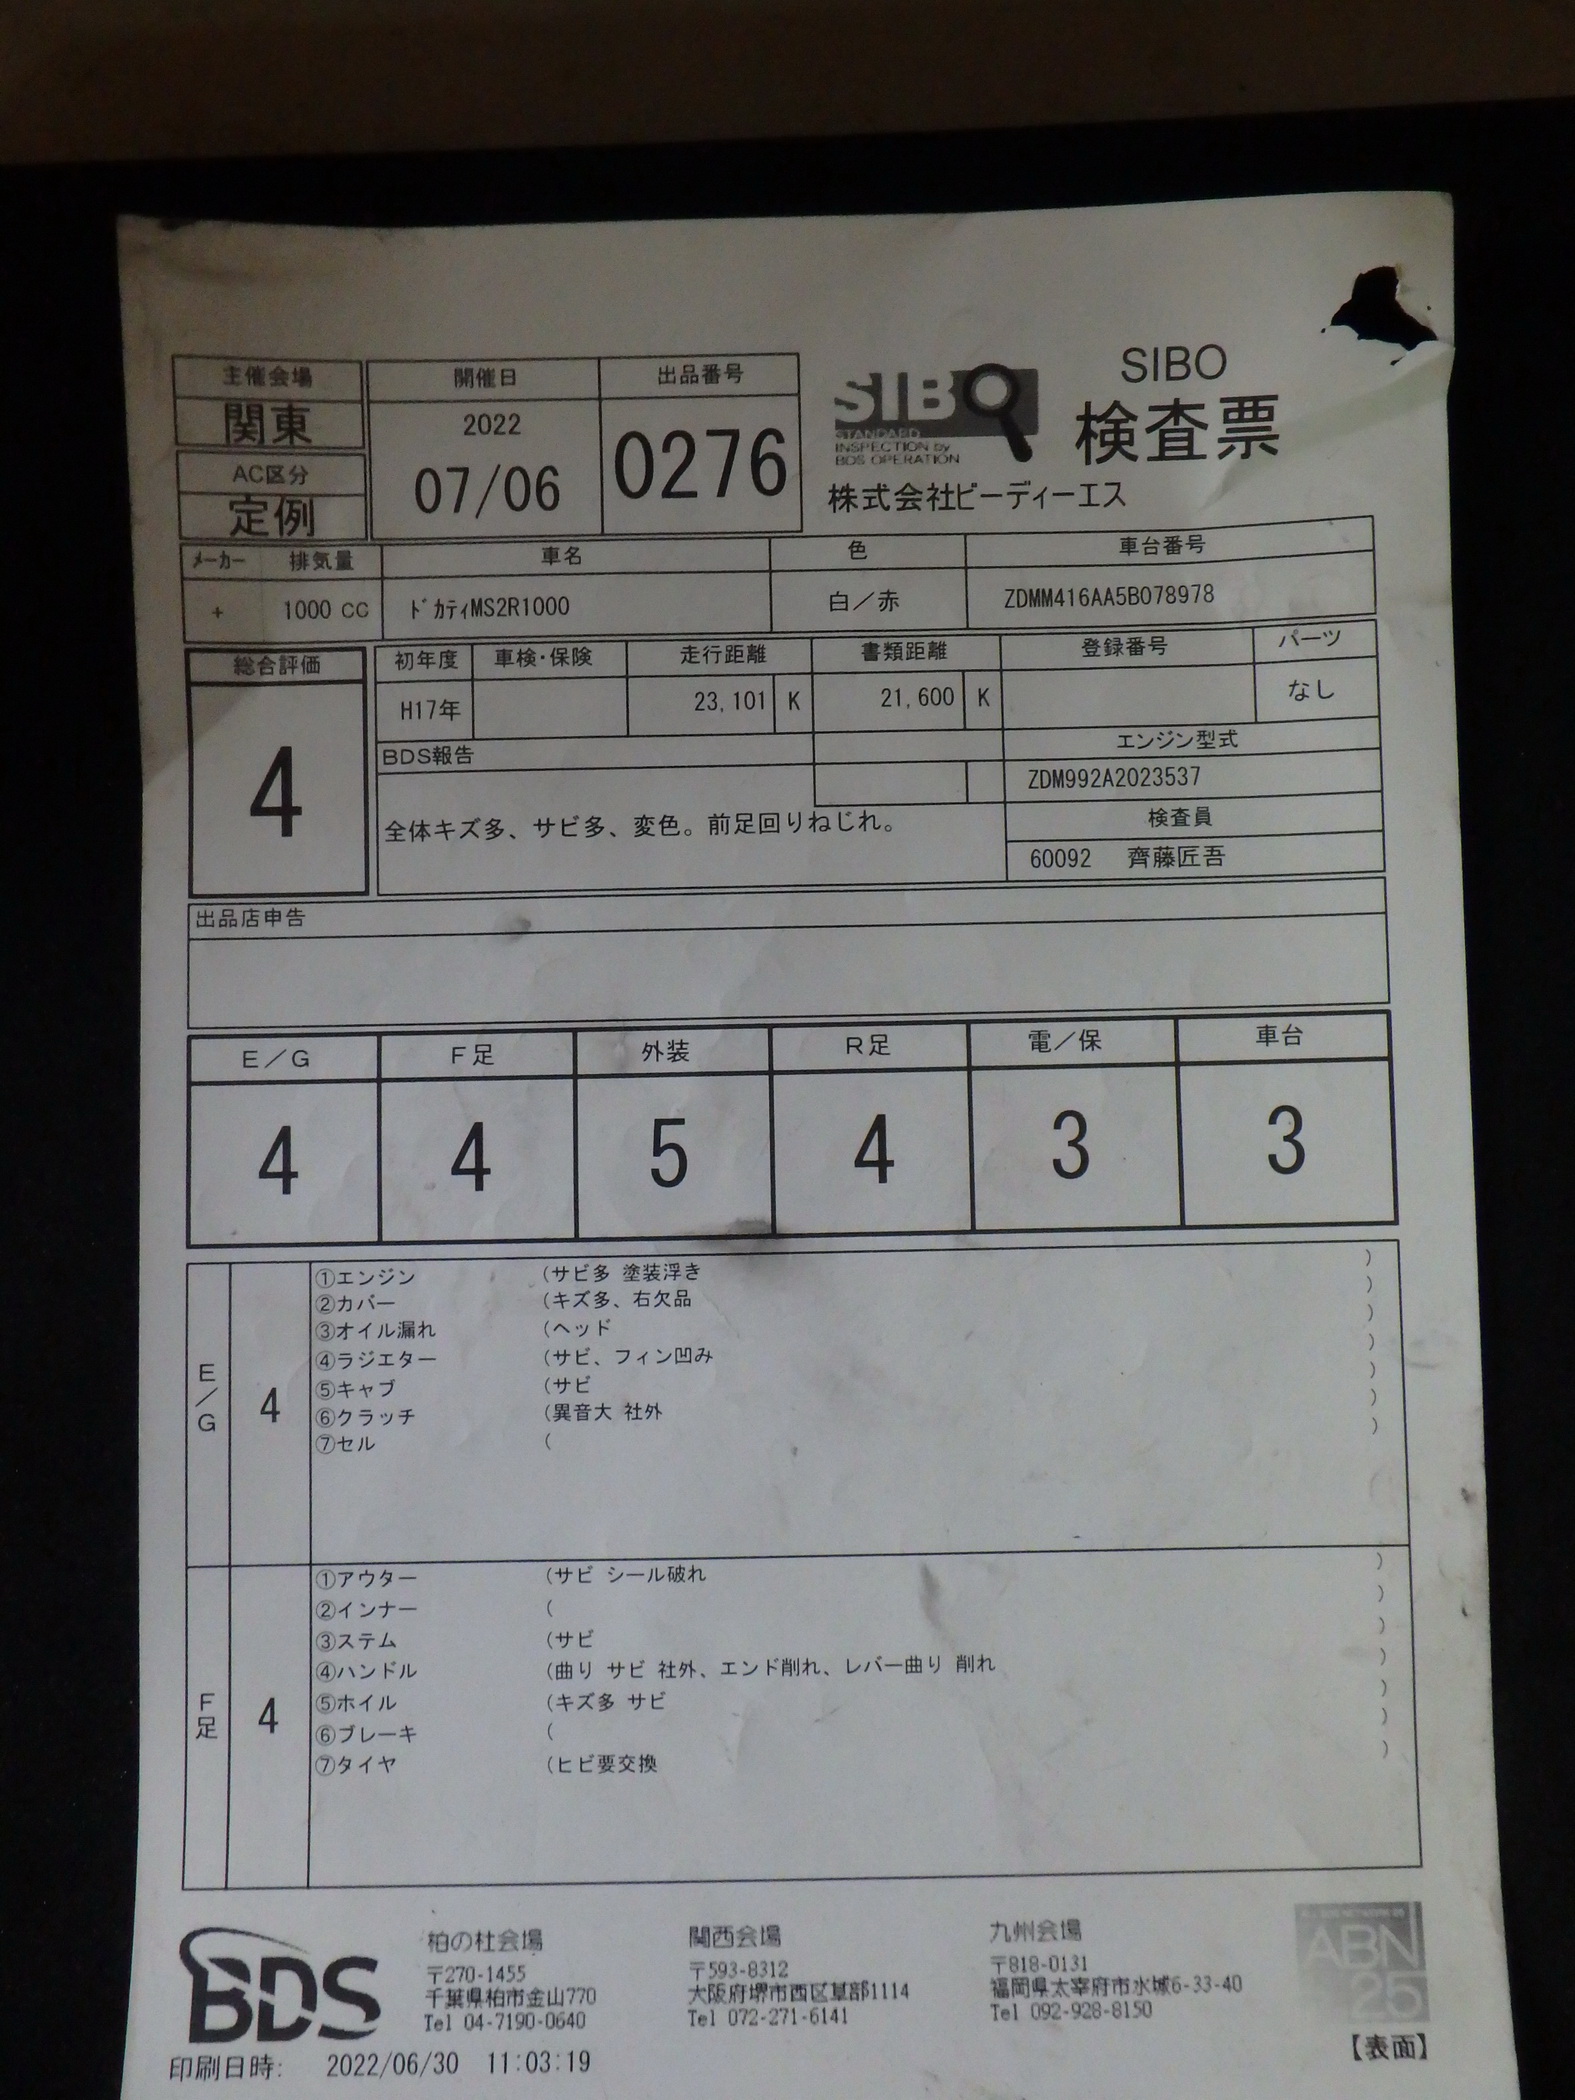 主催会場
関東
AC区分
定例
開催日
2022
07/06
出品番号
0276
SIBO
STANDARD
INSPECTION by
BDS OPERATION
SIBO
検査票
株式会社ビーディーエス
メーカー 排気量 車名 色 車台番号
+ 1000 CC ドカティMS2R1000 白／赤 ZDMM416AA5B078978
総合評価
4
初年度 車検・保険 走行距離 書類距離 登録番号 パーツ
H17年 23,101 K 21,600 K なし
BDS報告
全体キズ多、サビ多、変色。前足回りねじれ。
エンジン型式
ZDM992A2023537
検査員
60092 齊藤匠吾
出品店申告
E／G F足 外装 R足 電／保 車台
4 4 5 4 3 3
E／G
4
①エンジン (サビ多 塗装浮き )
②カバー (キズ多、右欠品 )
③オイル漏れ (ヘッド )
④ラジエター (サビ、フィン凹み )
⑤キャブ (サビ )
⑥クラッチ (異音大 社外 )
⑦セル ( )
F足
4
①アウター (サビ シール破れ )
②インナー ( )
③ステム (サビ )
④ハンドル (曲り サビ 社外、エンド削れ、レバー曲り 削れ )
⑤ホイル (キズ多 サビ )
⑥ブレーキ ( )
⑦タイヤ (ヒビ要交換 )
BDS
柏の杜会場
〒270-1455
千葉県柏市金山770
Tel 04-7190-0640
関西会場
〒593-8312
大阪府堺市西区草部1114
Tel 072-271-6141
九州会場
〒818-0131
福岡県太宰府市水城6-33-40
Tel 092-928-8150
ABN
25
【表面】
印刷日時: 2022/06/30 11:03:19